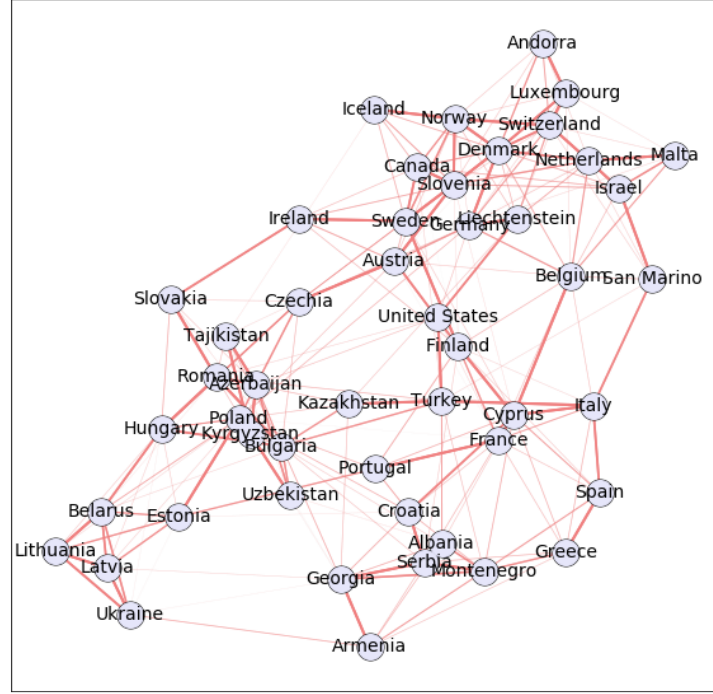 Andorra
Luxembourg
Iceland
Norway
Switzerland
Denmark
Netherlands
Malta
Canada
Slovenia
Israel
Ireland
Sweden
Germany
Liechtenstein
Austria
Belgium
San Marino
Slovakia
Czechia
United States
Tajikistan
Finland
Romania
Azerbaijan
Kazakhstan
Turkey
Cyprus
Italy
Poland
Hungary
Kyrgyzstan
Bulgaria
France
Portugal
Uzbekistan
Spain
Belarus
Estonia
Croatia
Lithuania
Albania
Greece
Latvia
Serbia
Georgia
Montenegro
Ukraine
Armenia